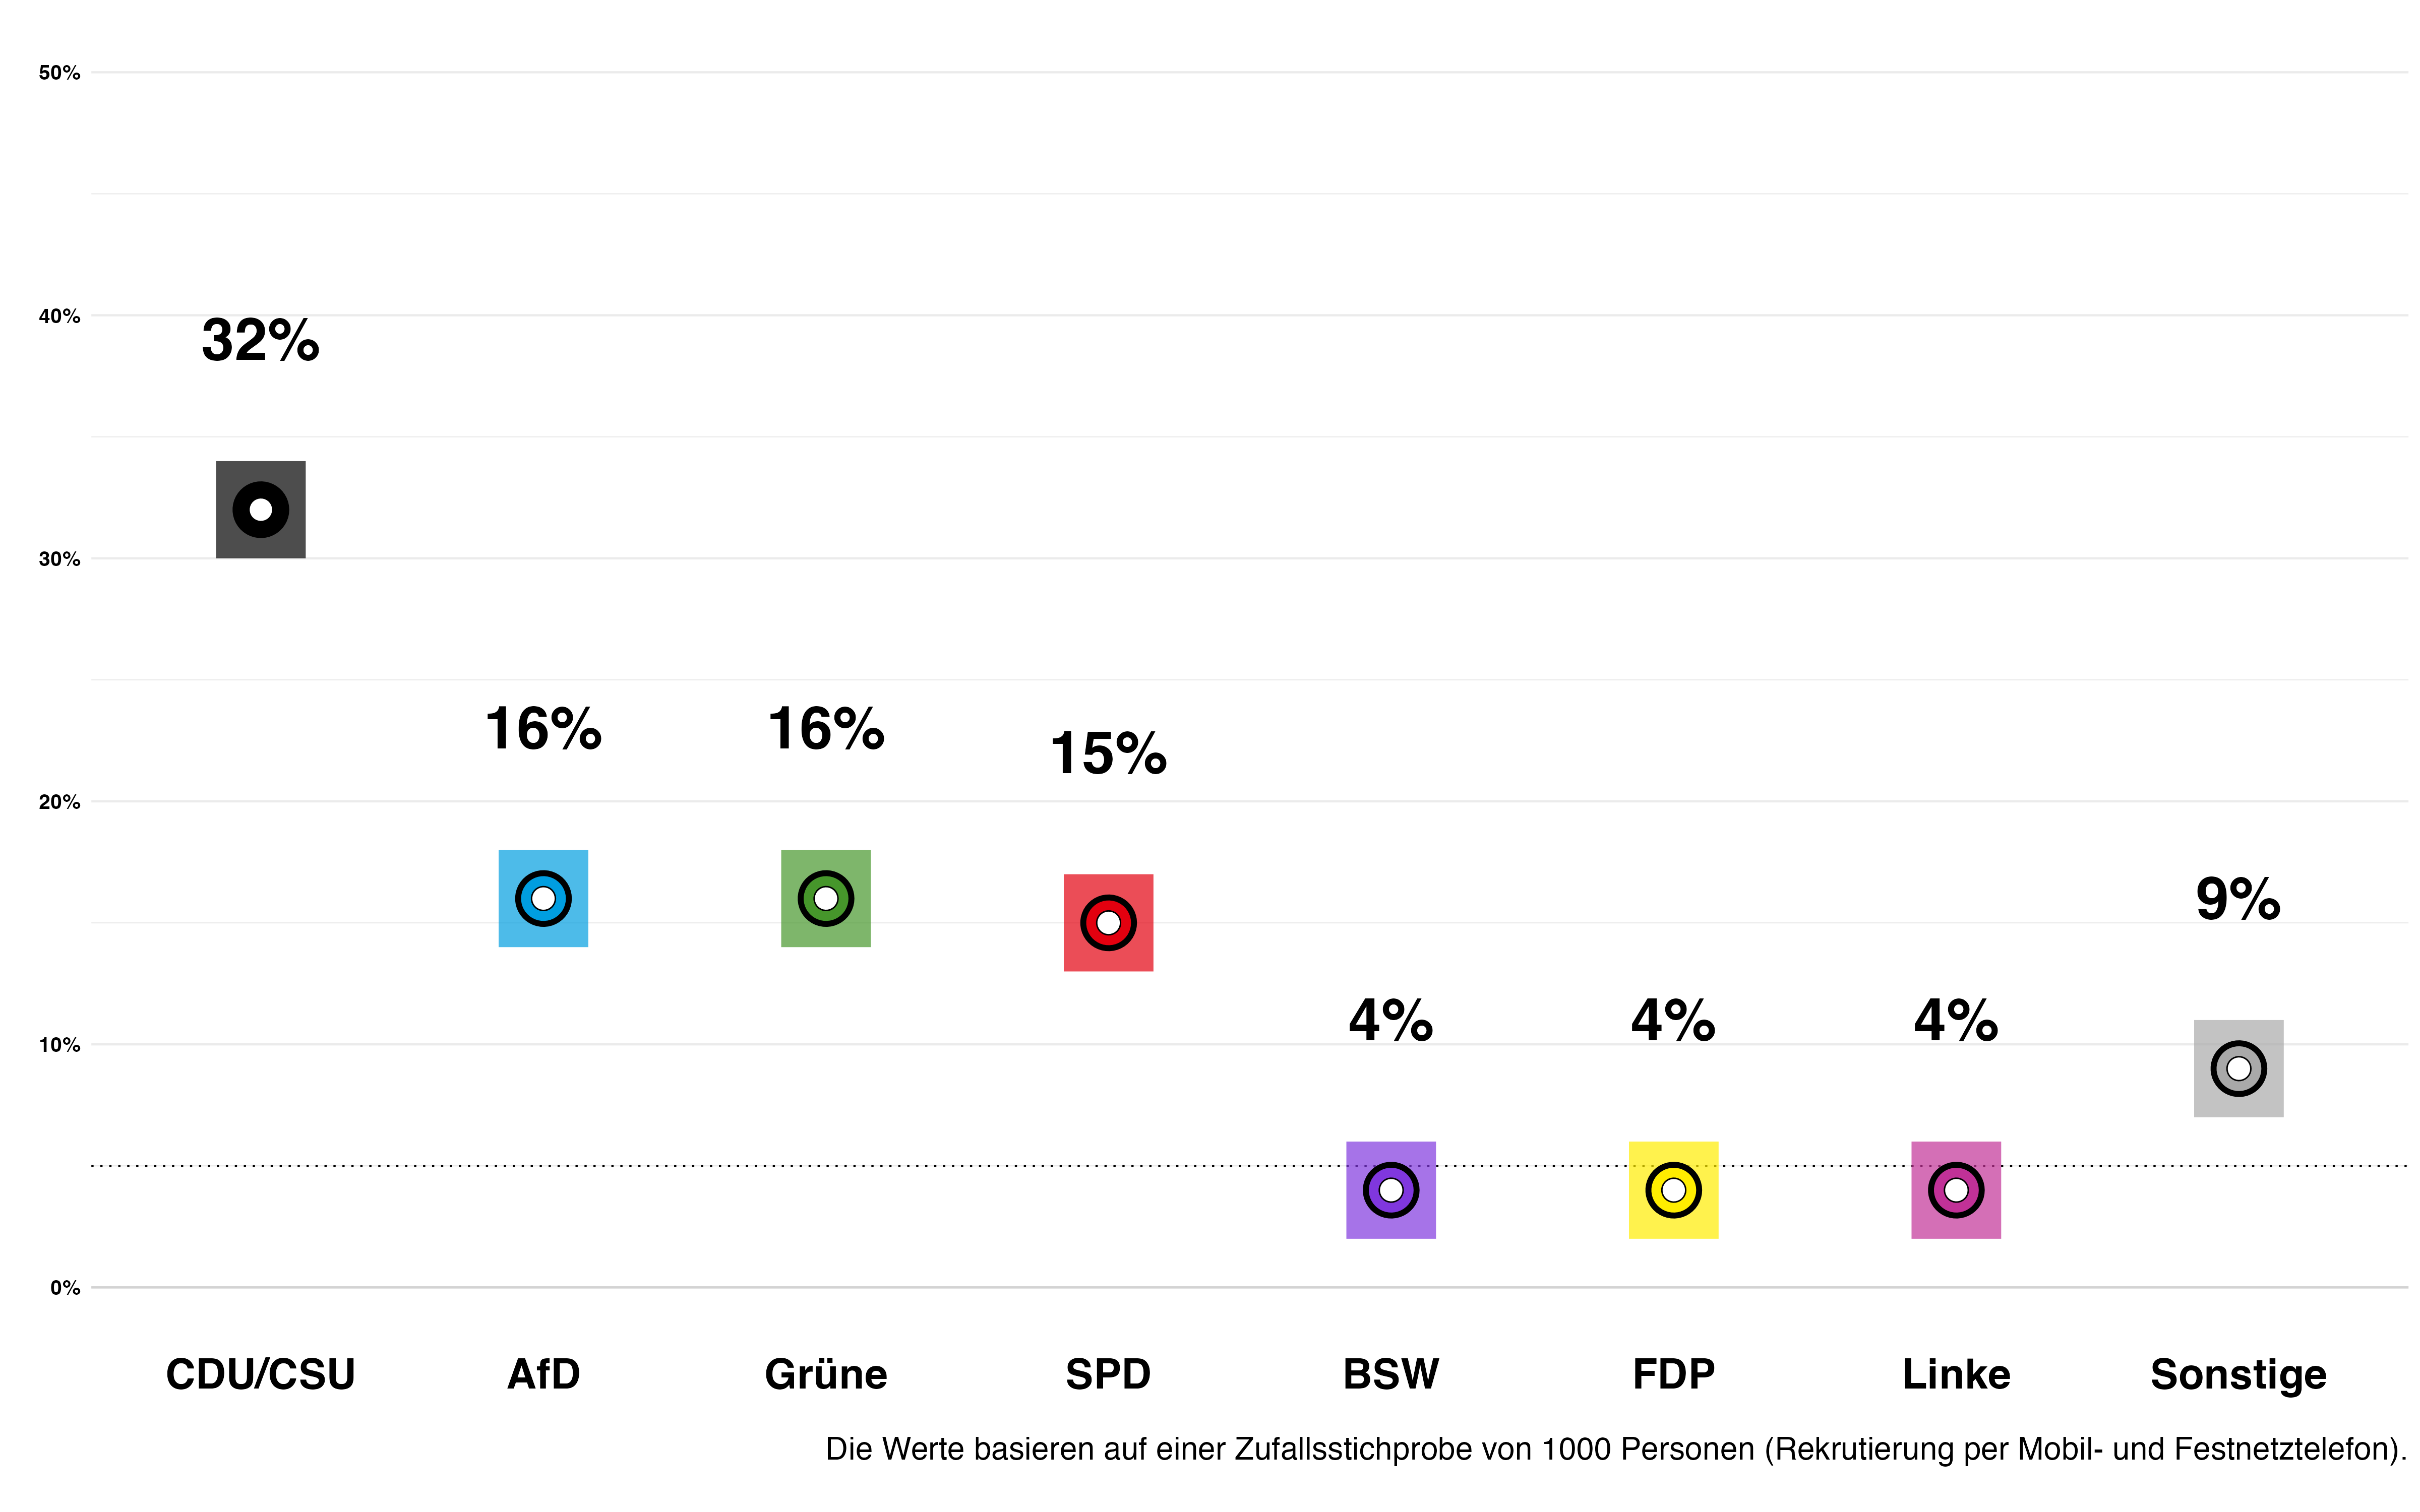 50%
40%
32%
30%
16% 16% 15%
20%
9%
4% 4% 4%
10%
0%
CDU/CSU AfD Grüne SPD BSW FDP Linke Sonstige
Die Werte basieren auf einer Zufallsstichprobe von 1000 Personen (Rekrutierung per Mobil- und Festnetztelefon).